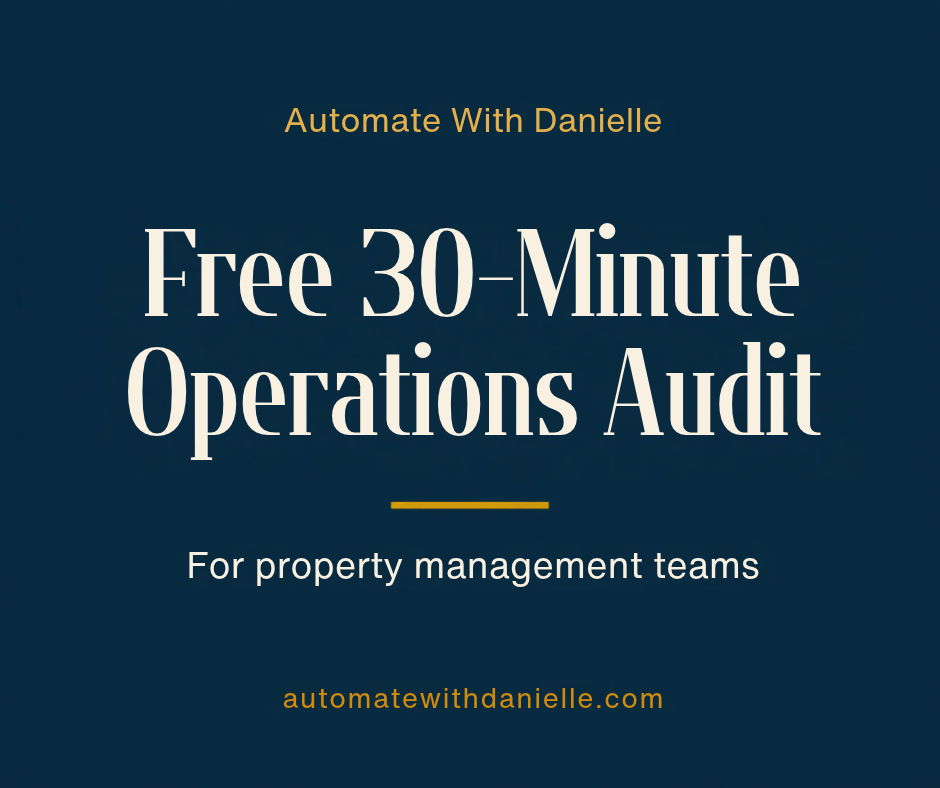 Automate With Danielle
Free 30-Minute
Operations Audit
For property management teams
automatewithdanielle.com